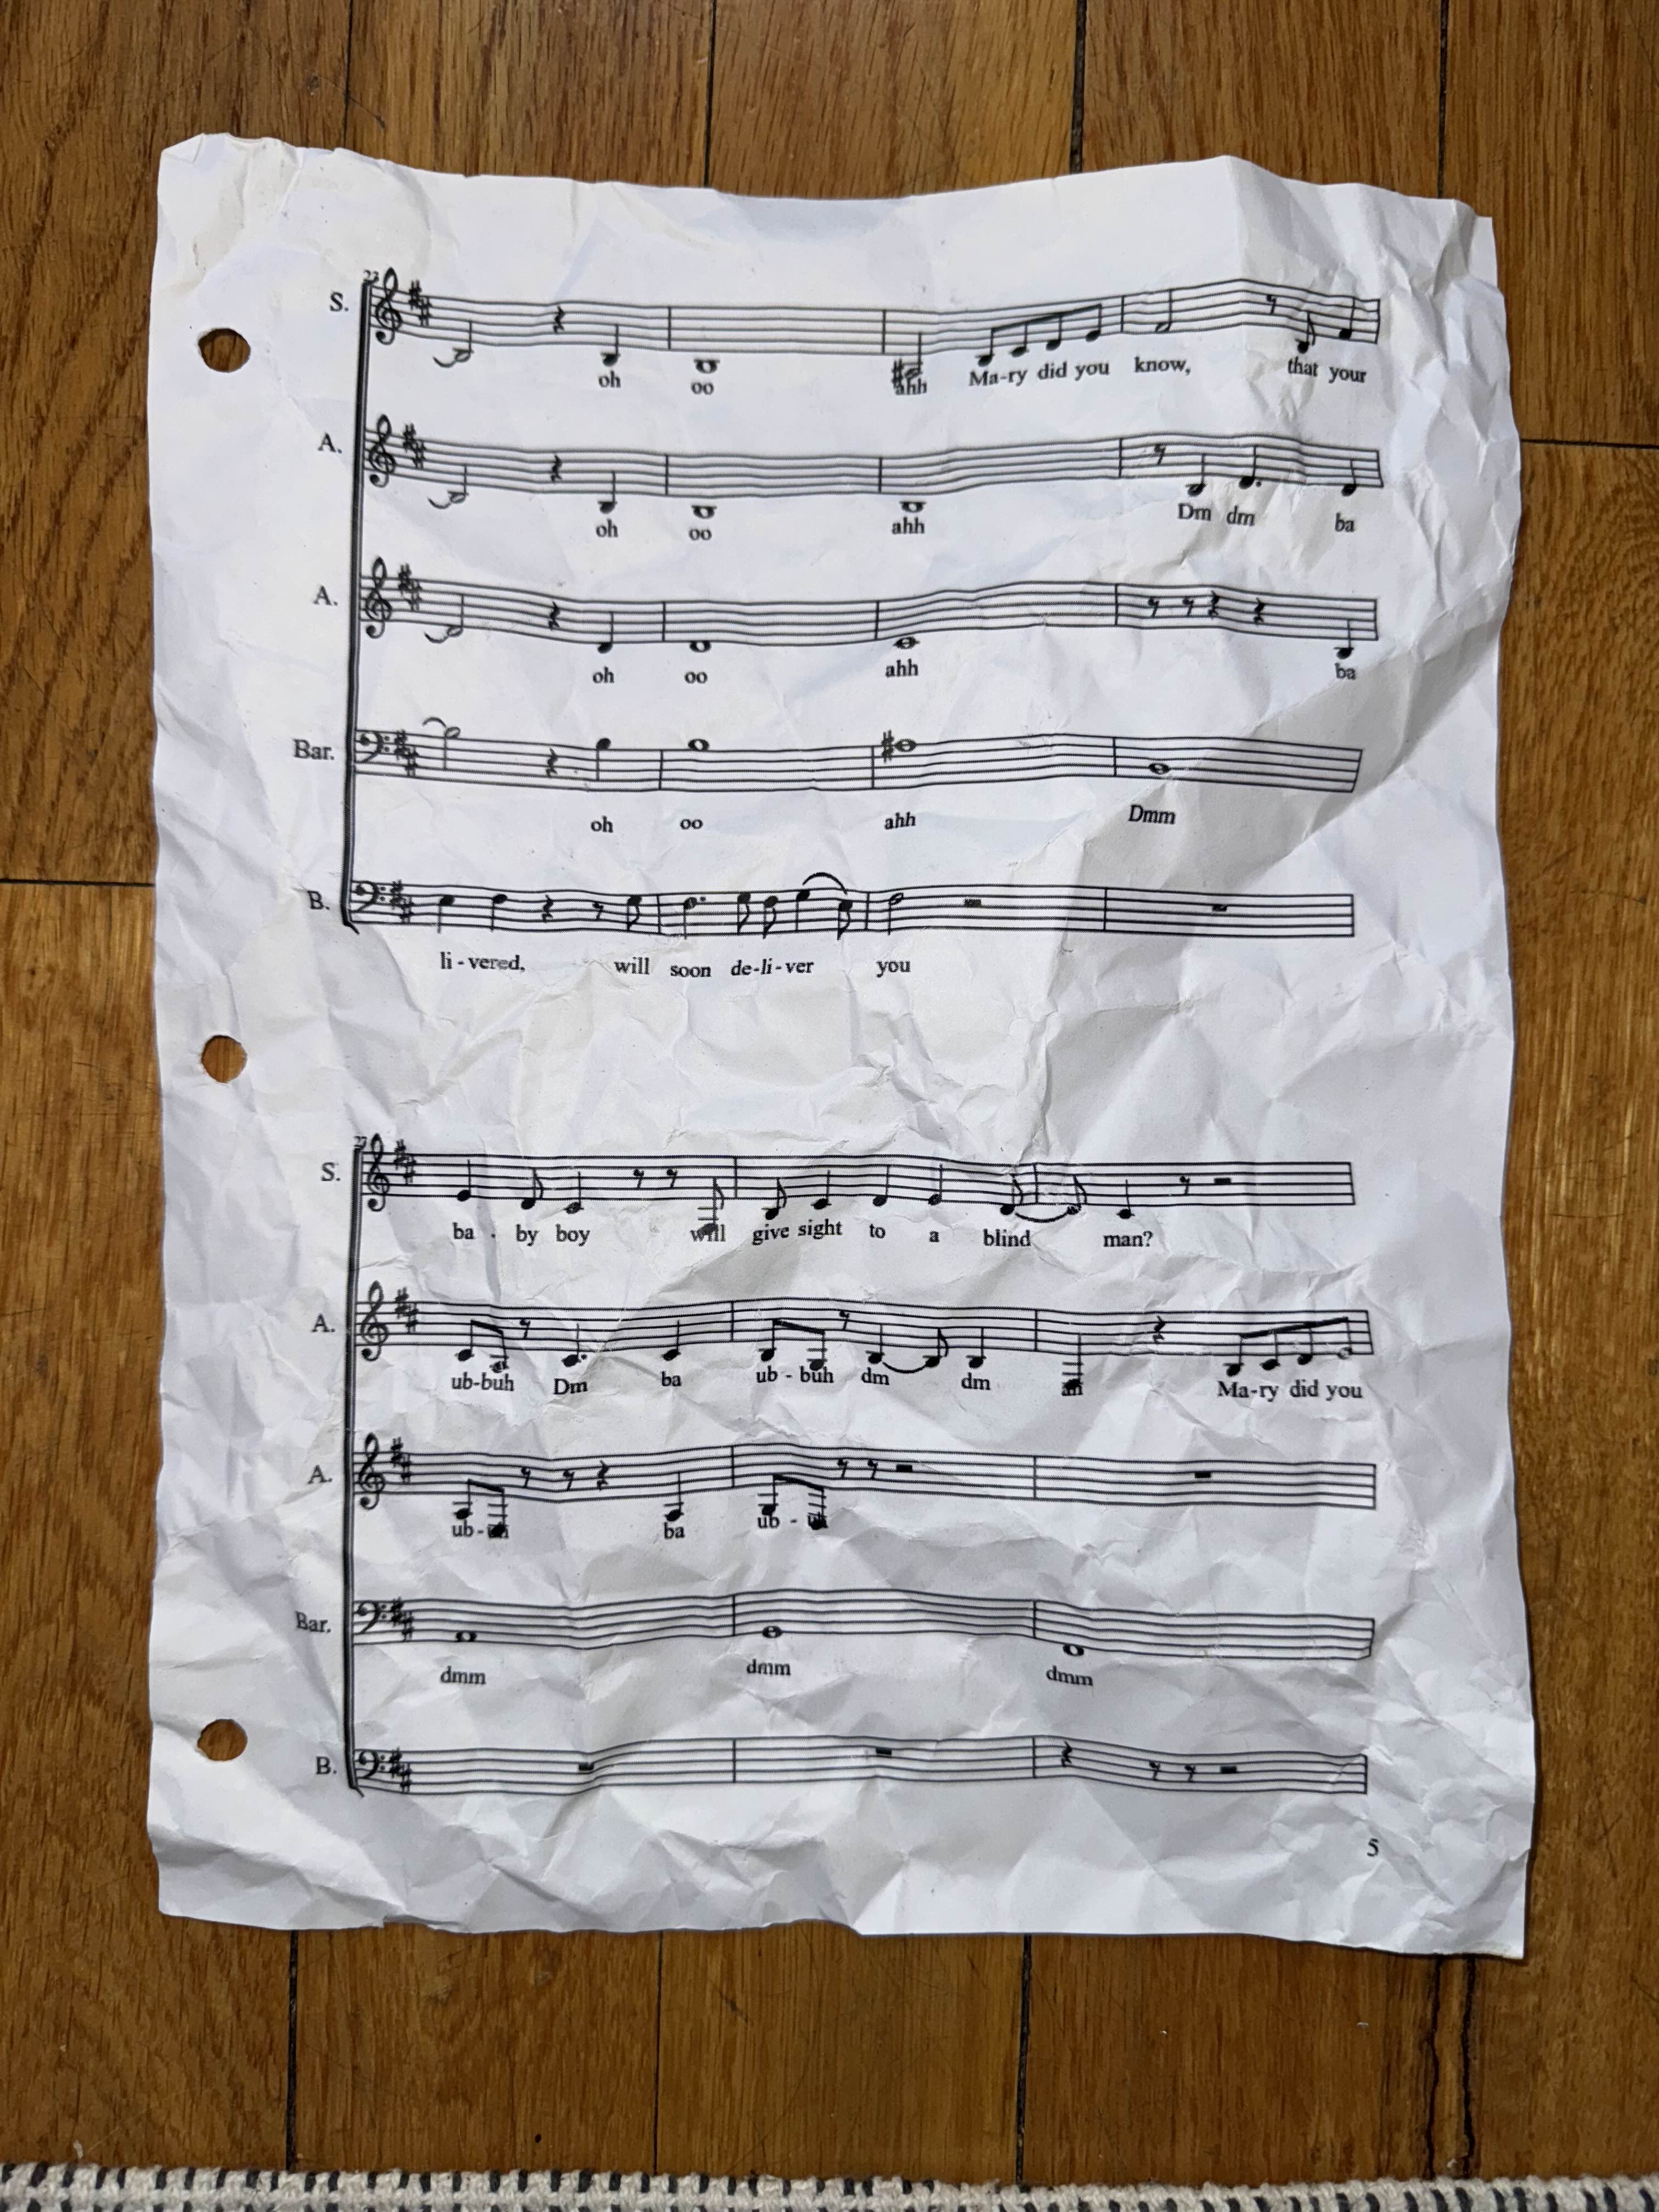 23
S.
oh oo ahh Ma-ry did you know, that your
A.
oh oo ahh Dm dm ba
A.
oh oo ahh ba
Bar.
oh oo ahh Dmm
B.
li-vered, will soon de-li-ver you
27
S.
ba - by boy will give sight to a blind man?
A.
ub-buh Dm ba ub - buh dm dm Ma-ry did you
A.
ub- ba ub -
Bar.
dmm dmm dmm
B.
5